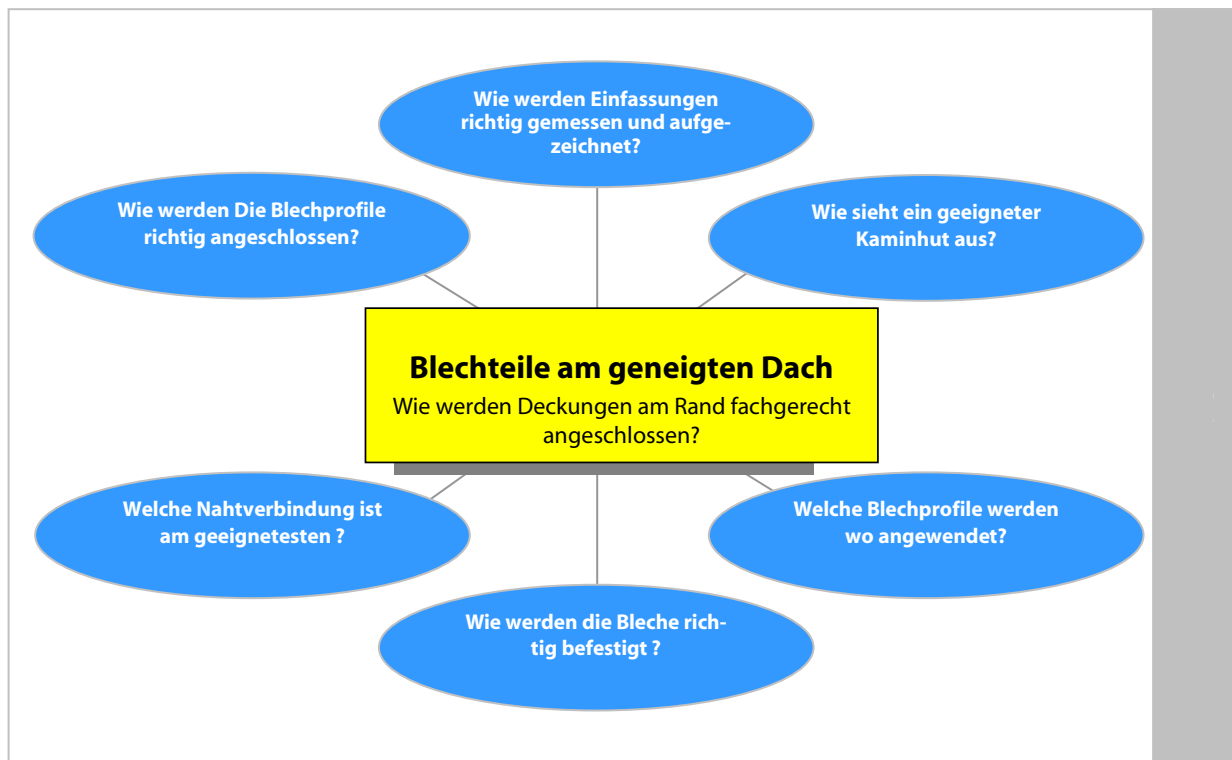 Wie werden Einfassungen
richtig gemessen und aufge-
zeichnet?
Wie werden Die Blechprofile
richtig angeschlossen?
Wie sieht ein geeigneter
Kaminhut aus?
Blechteile am geneigten Dach
Wie werden Deckungen am Rand fachgerecht
angeschlossen?
Welche Nahtverbindung ist
am geeignetesten ?
Welche Blechprofile werden
wo angewendet?
Wie werden die Bleche rich-
tig befestigt ?